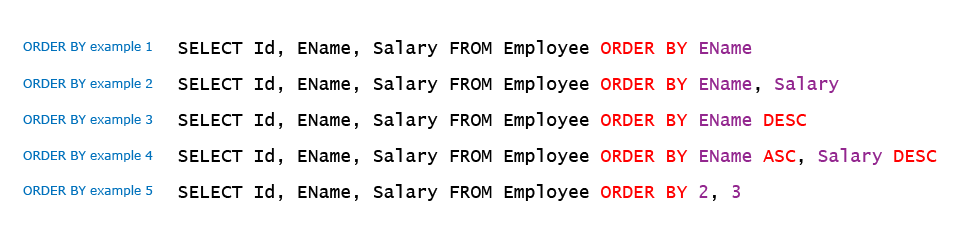 ORDER BY example 1 SELECT Id, EName, Salary FROM Employee ORDER BY EName
ORDER BY example 2 SELECT Id, EName, Salary FROM Employee ORDER BY EName, Salary
ORDER BY example 3 SELECT Id, EName, Salary FROM Employee ORDER BY EName DESC
ORDER BY example 4 SELECT Id, EName, Salary FROM Employee ORDER BY EName ASC, Salary DESC
ORDER BY example 5 SELECT Id, EName, Salary FROM Employee ORDER BY 2, 3